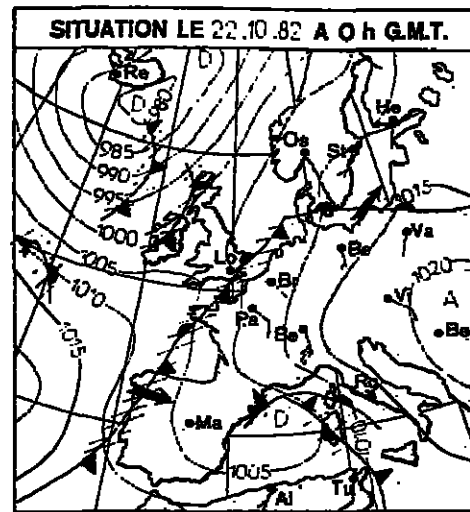 SITUATION LE 22.10.82 A 0 h G.M.T.
Re
D
D
980
985
990
995
1000
1005
1010
1015
Os
St
He
1015
Lo
Br
Be
Va
1020
A
Vi
Be
Pa
Be
Ro
Ma
D
1005
Al
Tu